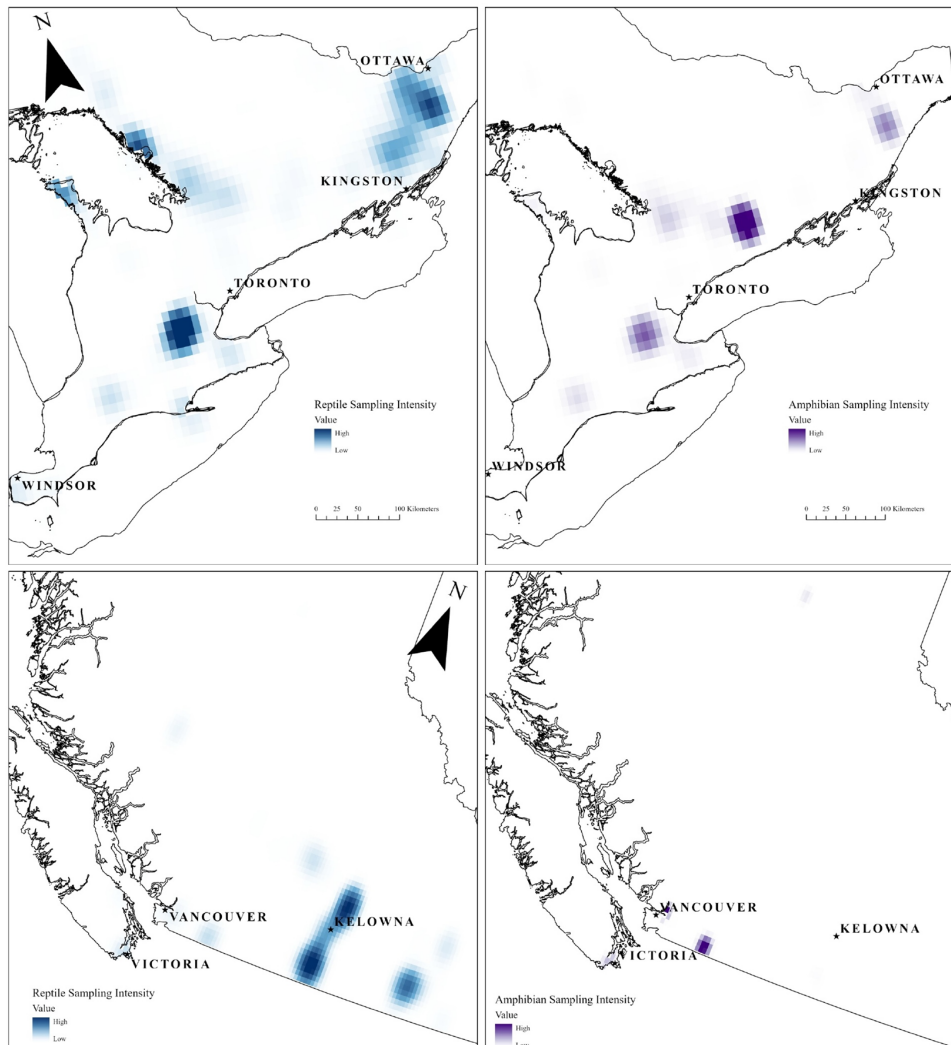 N
OTTAWA
KINGSTON
TORONTO
Reptile Sampling Intensity
Value
High
Low
WINDSOR
0 25 50 100 Kilometers
OTTAWA
KINGSTON
TORONTO
Amphibian Sampling Intensity
Value
High
Low
WINDSOR
0 25 50 100 Kilometers
N
VANCOUVER
KELOWNA
VICTORIA
Reptile Sampling Intensity
Value
High
Low
VANCOUVER
KELOWNA
VICTORIA
Amphibian Sampling Intensity
Value
High
Low